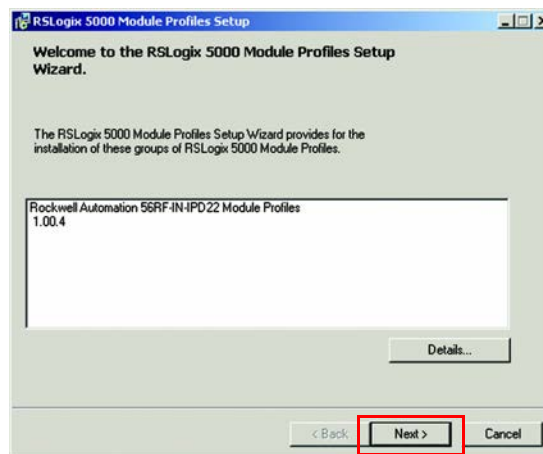 RSLogix 5000 Module Profiles Setup
Welcome to the RSLogix 5000 Module Profiles Setup
Wizard.
The RSLogix 5000 Module Profiles Setup Wizard provides for the
installation of these groups of RSLogix 5000 Module Profiles.
Rockwell Automation 56RF-IN-IPD22 Module Profiles
1.00.4
Details...
< Back
Next >
Cancel